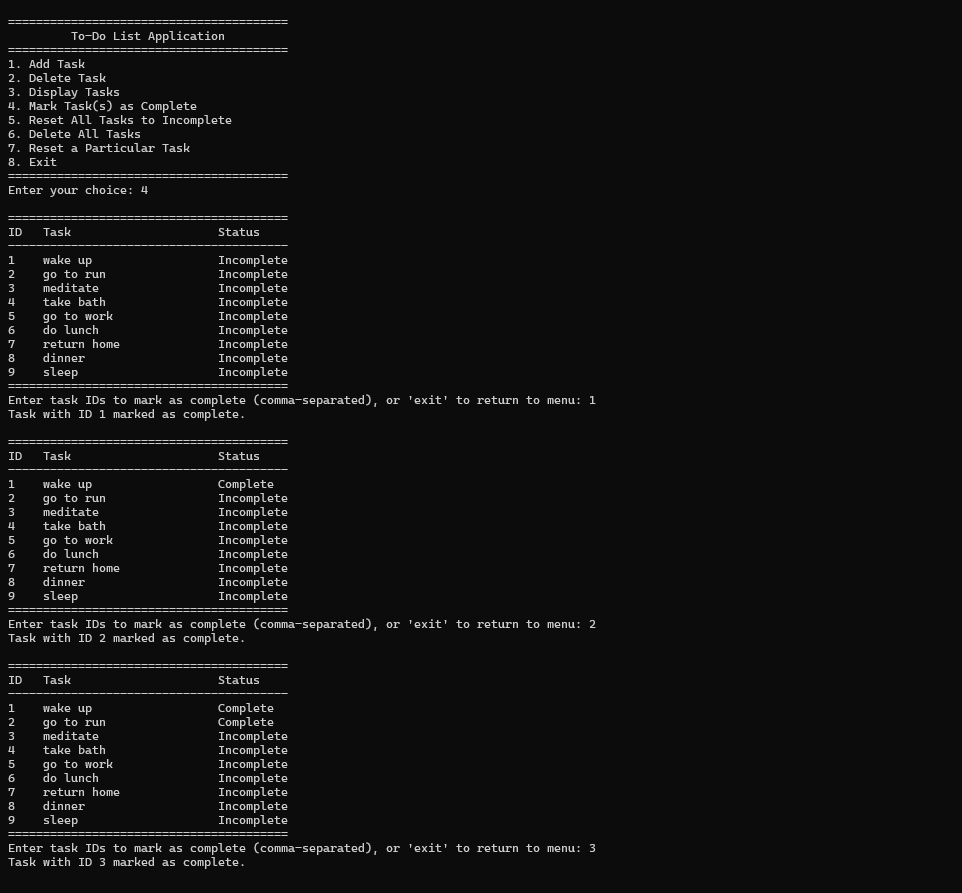 ========================================
         To-Do List Application
========================================
1. Add Task
2. Delete Task
3. Display Tasks
4. Mark Task(s) as Complete
5. Reset All Tasks to Incomplete
6. Delete All Tasks
7. Reset a Particular Task
8. Exit
========================================
Enter your choice: 4

========================================
ID   Task                     Status
----------------------------------------
1    wake up                  Incomplete
2    go to run                Incomplete
3    meditate                 Incomplete
4    take bath                Incomplete
5    go to work               Incomplete
6    do lunch                 Incomplete
7    return home              Incomplete
8    dinner                   Incomplete
9    sleep                    Incomplete
========================================
Enter task IDs to mark as complete (comma-separated), or 'exit' to return to menu: 1
Task with ID 1 marked as complete.

========================================
ID   Task                     Status
----------------------------------------
1    wake up                  Complete
2    go to run                Incomplete
3    meditate                 Incomplete
4    take bath                Incomplete
5    go to work               Incomplete
6    do lunch                 Incomplete
7    return home              Incomplete
8    dinner                   Incomplete
9    sleep                    Incomplete
========================================
Enter task IDs to mark as complete (comma-separated), or 'exit' to return to menu: 2
Task with ID 2 marked as complete.

========================================
ID   Task                     Status
----------------------------------------
1    wake up                  Complete
2    go to run                Complete
3    meditate                 Incomplete
4    take bath                Incomplete
5    go to work               Incomplete
6    do lunch                 Incomplete
7    return home              Incomplete
8    dinner                   Incomplete
9    sleep                    Incomplete
========================================
Enter task IDs to mark as complete (comma-separated), or 'exit' to return to menu: 3
Task with ID 3 marked as complete.